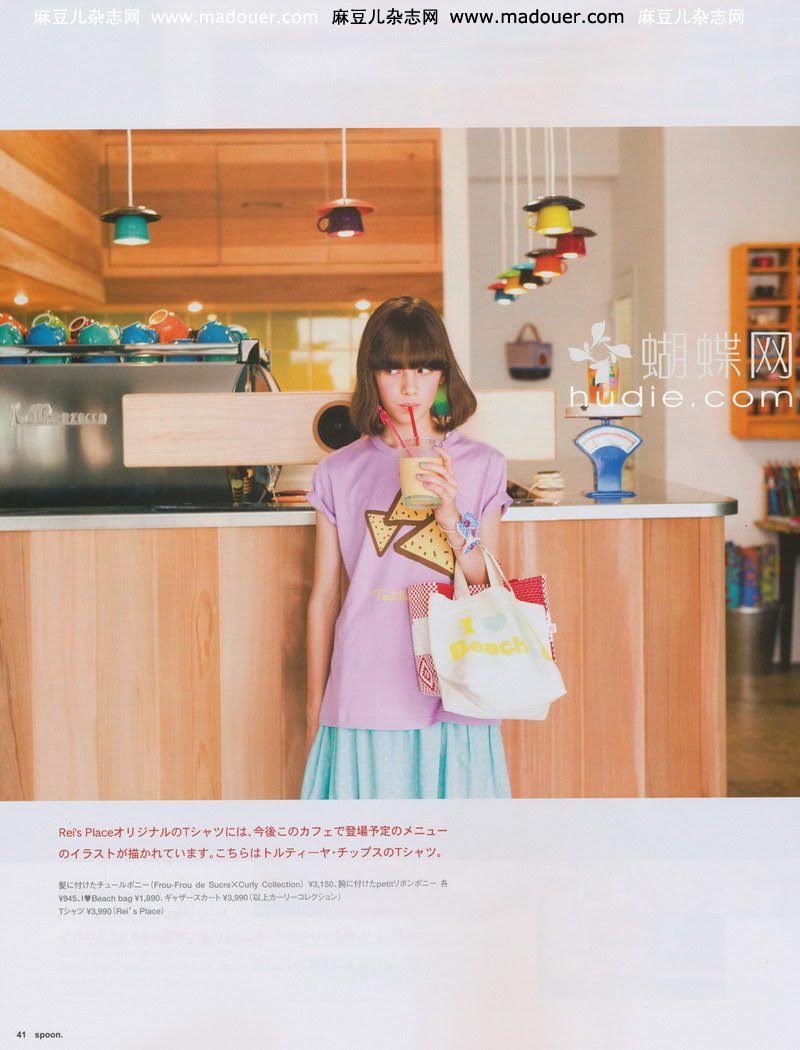 麻豆儿杂志网 www.madouer.com 麻豆儿杂志网 www.madouer.com 麻豆儿杂志网
蝴蝶网
hudie.com
I
Beach
Rei's PlaceオリジナルのTシャツには、今後このカフェで登場予定のメニュー
のイラストが描かれています。こちらはトルティーヤ・チップスのTシャツ。
髪に付けたチュールポニー（Frou-Frou de Sucre×Curly Collection） ¥3,150、腕に付けたpetitリボンポニー 各
¥945、I♥Beach bag ¥1,890、ギャザースカート ¥3,990（以上カーリーコレクション）
Tシャツ ¥3,990（Rei's Place）
41 spoon.